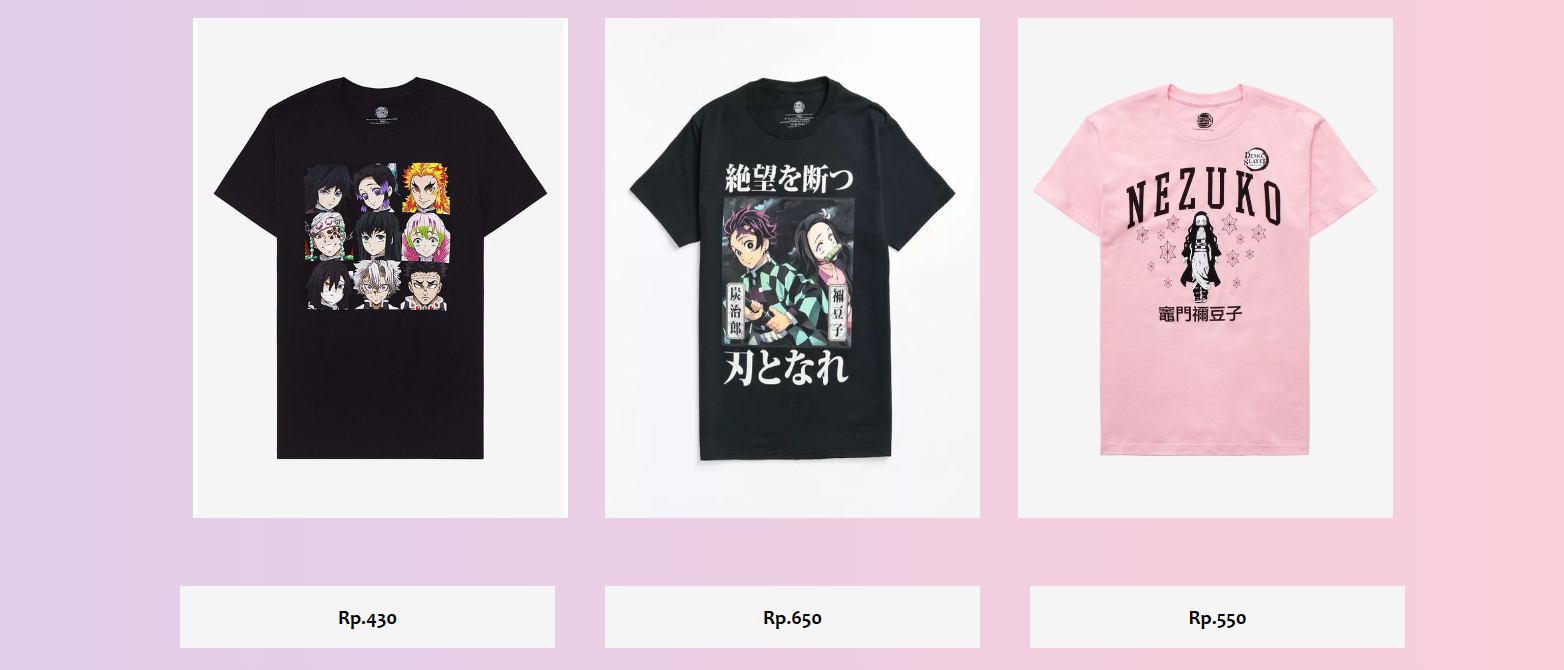 絶望を断つ
炭治郎
禰豆子
刃となれ
DEMON
SLAYER
NEZUKO
竈門禰豆子
Rp.430
Rp.650
Rp.550